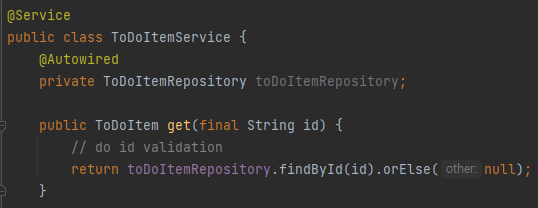 @Service
public class ToDoItemService {
    @Autowired
    private ToDoItemRepository toDoItemRepository;

    public ToDoItem get(final String id) {
        // do id validation
        return toDoItemRepository.findById(id).orElse( other: null);
    }